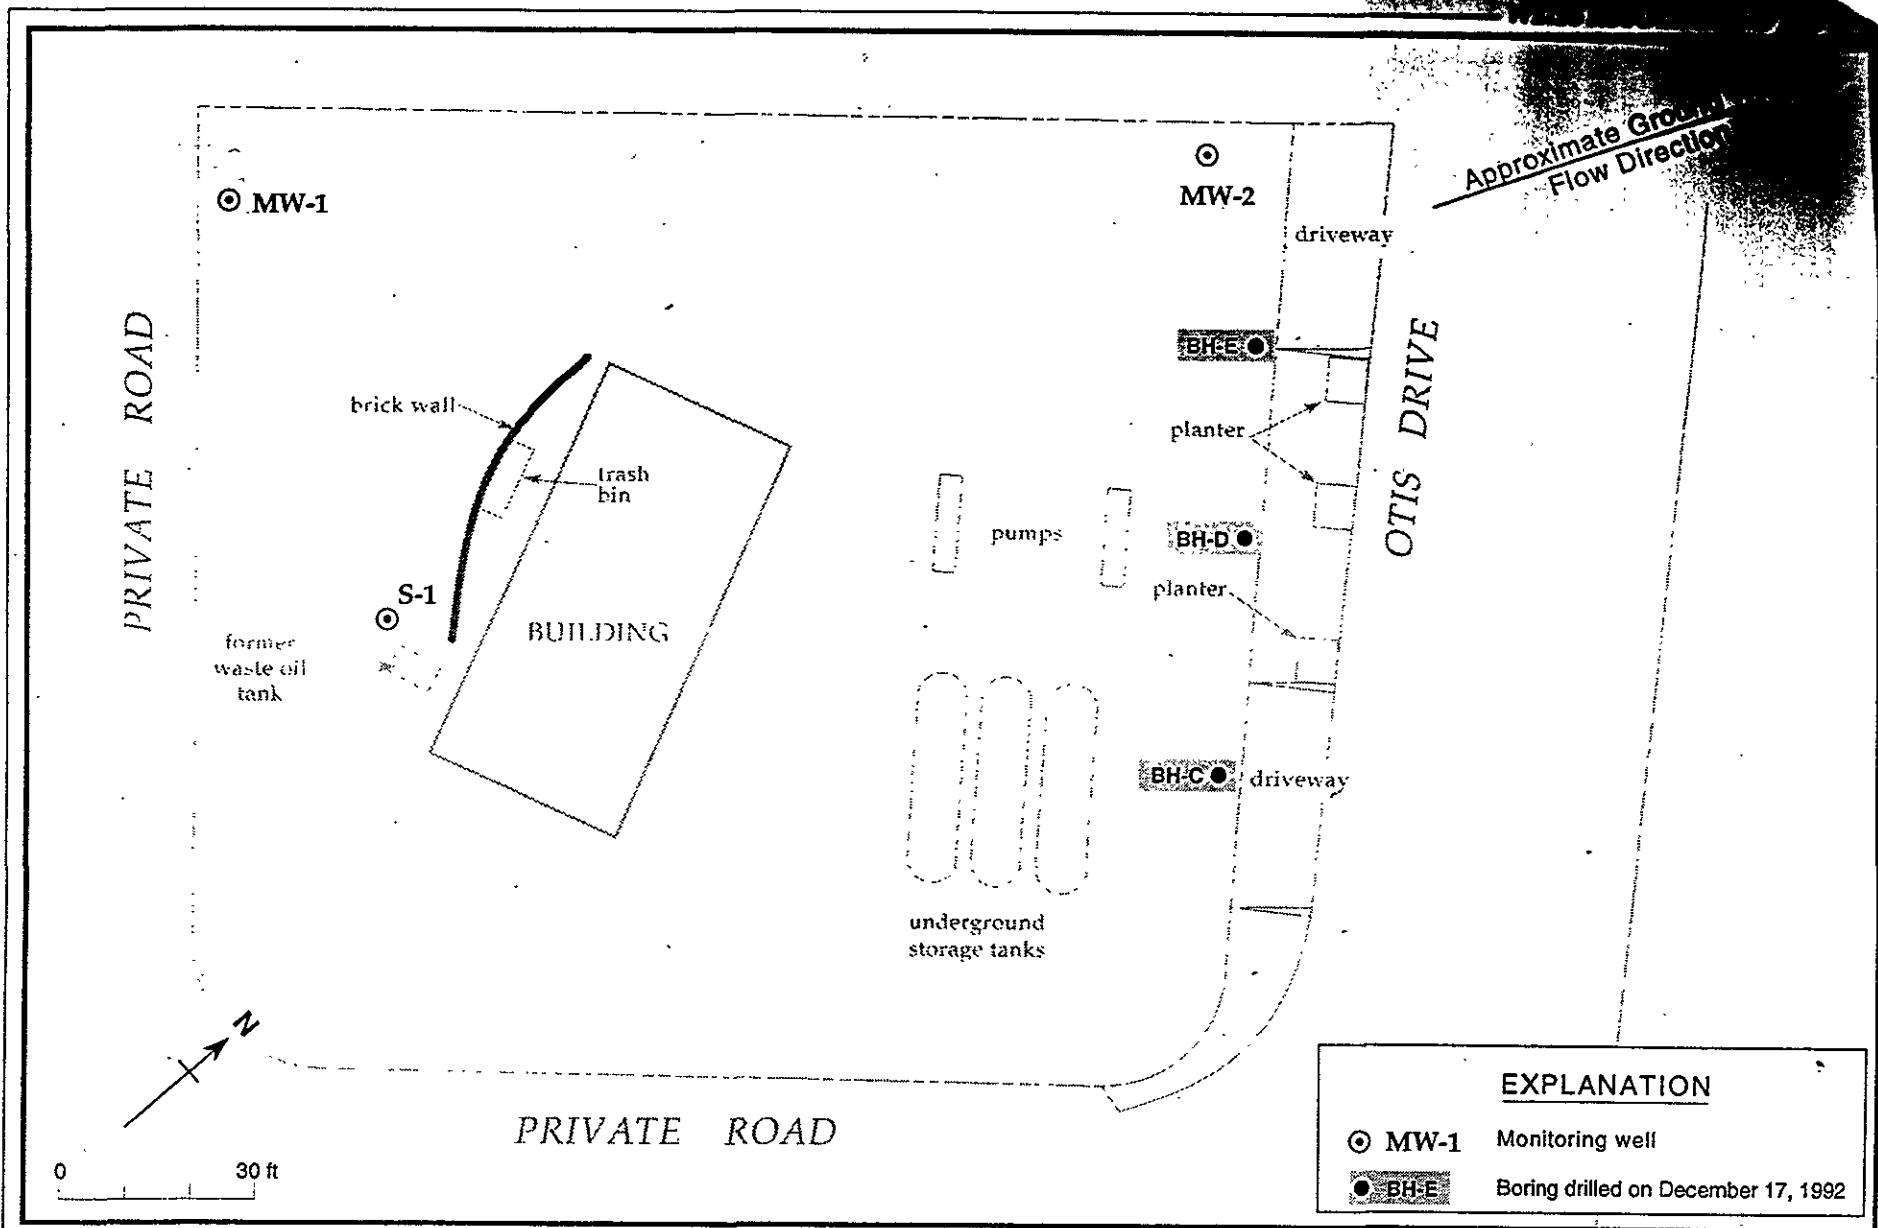 Approximate Ground
Flow Direction
MW-1
MW-2
driveway
PRIVATE ROAD
BH-E
OTIS DRIVE
brick wall
planter
trash
bin
pumps
BH-D
planter
S-1
BUILDING
former
waste oil
tank
BH-C
driveway
underground
storage tanks
N
PRIVATE ROAD
0 30 ft
EXPLANATION
MW-1 Monitoring well
BH-E Boring drilled on December 17, 1992